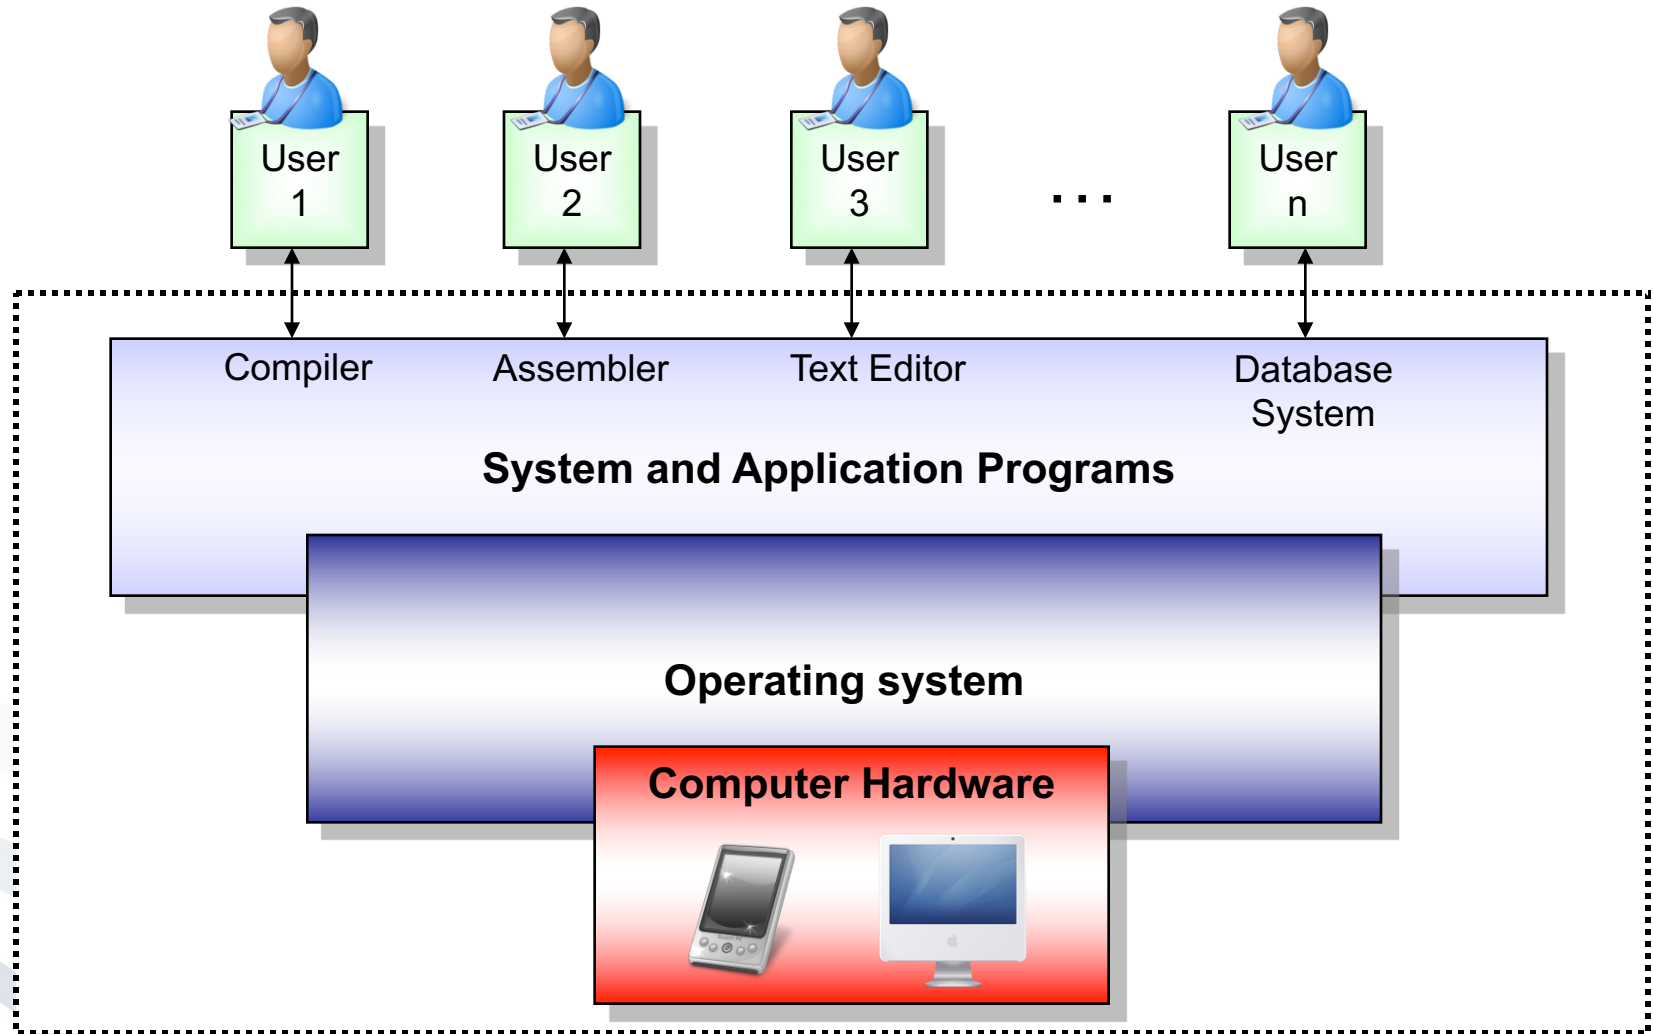 User
1
User
2
User
3
...
User
n
Compiler
Assembler
Text Editor
Database
System
System and Application Programs
Operating system
Computer Hardware